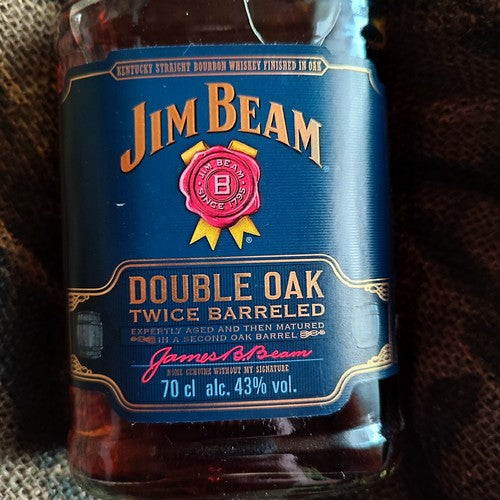 KENTUCKY STRAIGHT BOURBON WHISKEY FINISHED IN OAK
JIM BEAM
®
JIM BEAM
B
SINCE 1795
®
DOUBLE OAK
TWICE BARRELED
EXPERTLY AGED AND THEN MATURED
IN A SECOND OAK BARREL
James B. Beam
NONE GENUINE WITHOUT MY SIGNATURE
70 cl alc. 43% vol.